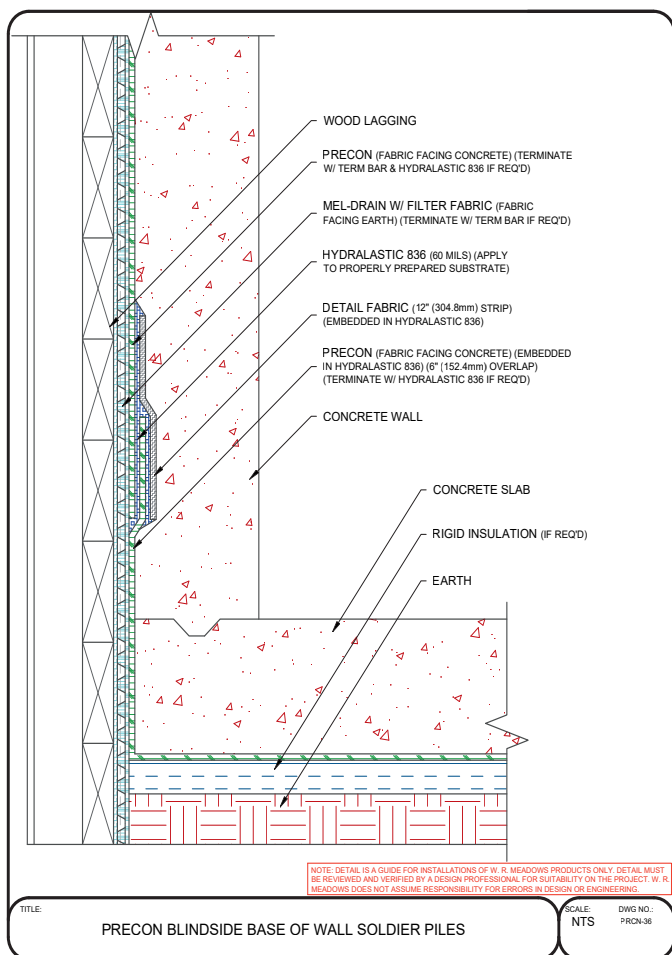 WOOD LAGGING
PRECON (FABRIC FACING CONCRETE) (TERMINATE
W/ TERM BAR & HYDRALASTIC 836 IF REQ'D)
MEL-DRAIN W/ FILTER FABRIC (FABRIC
FACING EARTH) (TERMINATE W/ TERM BAR IF REQ'D)
HYDRALASTIC 836 (60 MILS) (APPLY
TO PROPERLY PREPARED SUBSTRATE)
DETAIL FABRIC (12" (304.8mm) STRIP)
(EMBEDDED IN HYDRALASTIC 836)
PRECON (FABRIC FACING CONCRETE) (EMBEDDED
IN HYDRALASTIC 836) (6" (152.4mm) OVERLAP)
(TERMINATE W/ HYDRALASTIC 836 IF REQ'D)
CONCRETE WALL
CONCRETE SLAB
RIGID INSULATION (IF REQ'D)
EARTH
NOTE: DETAIL IS A GUIDE FOR INSTALLATIONS OF W. R. MEADOWS PRODUCTS ONLY. DETAIL MUST
BE REVIEWED AND VERIFIED BY A DESIGN PROFESSIONAL FOR SUITABILITY ON THE PROJECT. W. R.
MEADOWS DOES NOT ASSUME RESPONSIBILITY FOR ERRORS IN DESIGN OR ENGINEERING.
TITLE:
PRECON BLINDSIDE BASE OF WALL SOLDIER PILES
SCALE:
NTS
DWG NO.:
PRCN-36